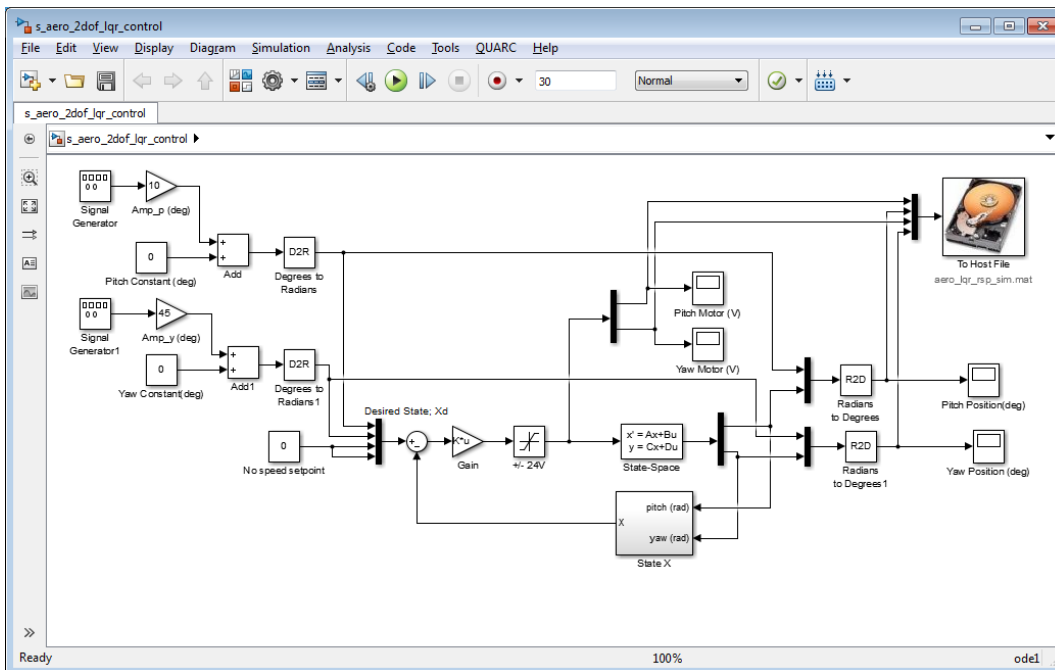 s_aero_2dof_lqr_control
File Edit View Display Diagram Simulation Analysis Code Tools QUARC Help
30
Normal
s_aero_2dof_lqr_control
s_aero_2dof_lqr_control
Signal
Generator
10
Amp_p (deg)
0
Pitch Constant (deg)
+
+
Add
D2R
Degrees to
Radians
Signal
Generator1
45
Amp_y (deg)
0
Yaw Constant(deg)
+
+
Add1
D2R
Degrees to
Radians 1
Desired State; Xd
0
No speed setpoint
+
-
K*u
Gain
+/- 24V
x' = Ax+Bu
y = Cx+Du
State-Space
Pitch Motor (V)
Yaw Motor (V)
To Host File
aero_lqr_rsp_sim.mat
R2D
Radians
to Degrees
Pitch Position(deg)
R2D
Radians
to Degrees1
Yaw Position (deg)
pitch (rad)
X
yaw (rad)
State X
Ready
100%
ode1